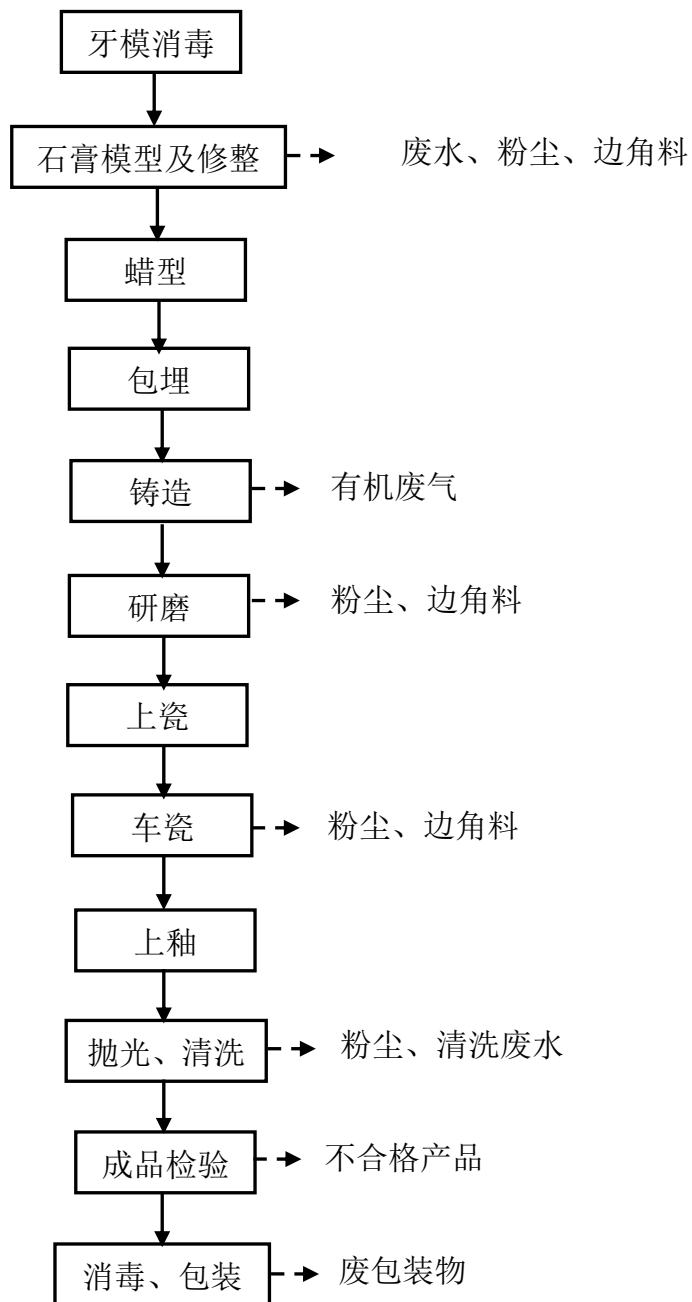 牙模消毒
石膏模型及修整
废水、粉尘、边角料
蜡型
包埋
铸造
有机废气
研磨
粉尘、边角料
上瓷
车瓷
粉尘、边角料
上釉
抛光、清洗
粉尘、清洗废水
成品检验
不合格产品
消毒、包装
废包装物